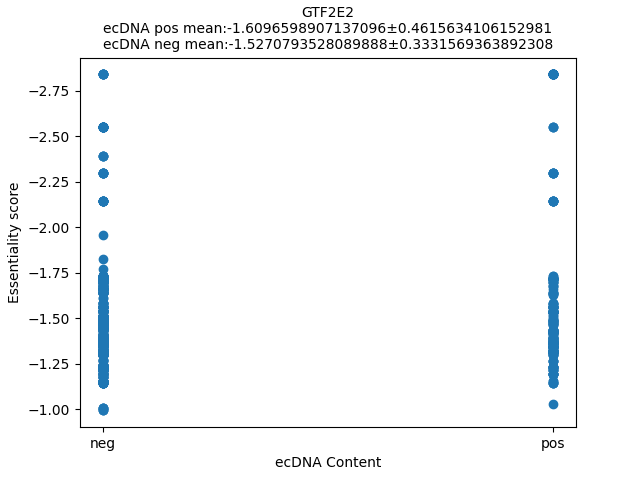 GTF2E2
ecDNA pos mean:-1.6096598907137096±0.4615634106152981
ecDNA neg mean:-1.5270793528089888±0.3331569363892308
−2.75
−2.50
−2.25
−2.00
−1.75
−1.50
−1.25
−1.00
Essentiality score
neg
pos
ecDNA Content